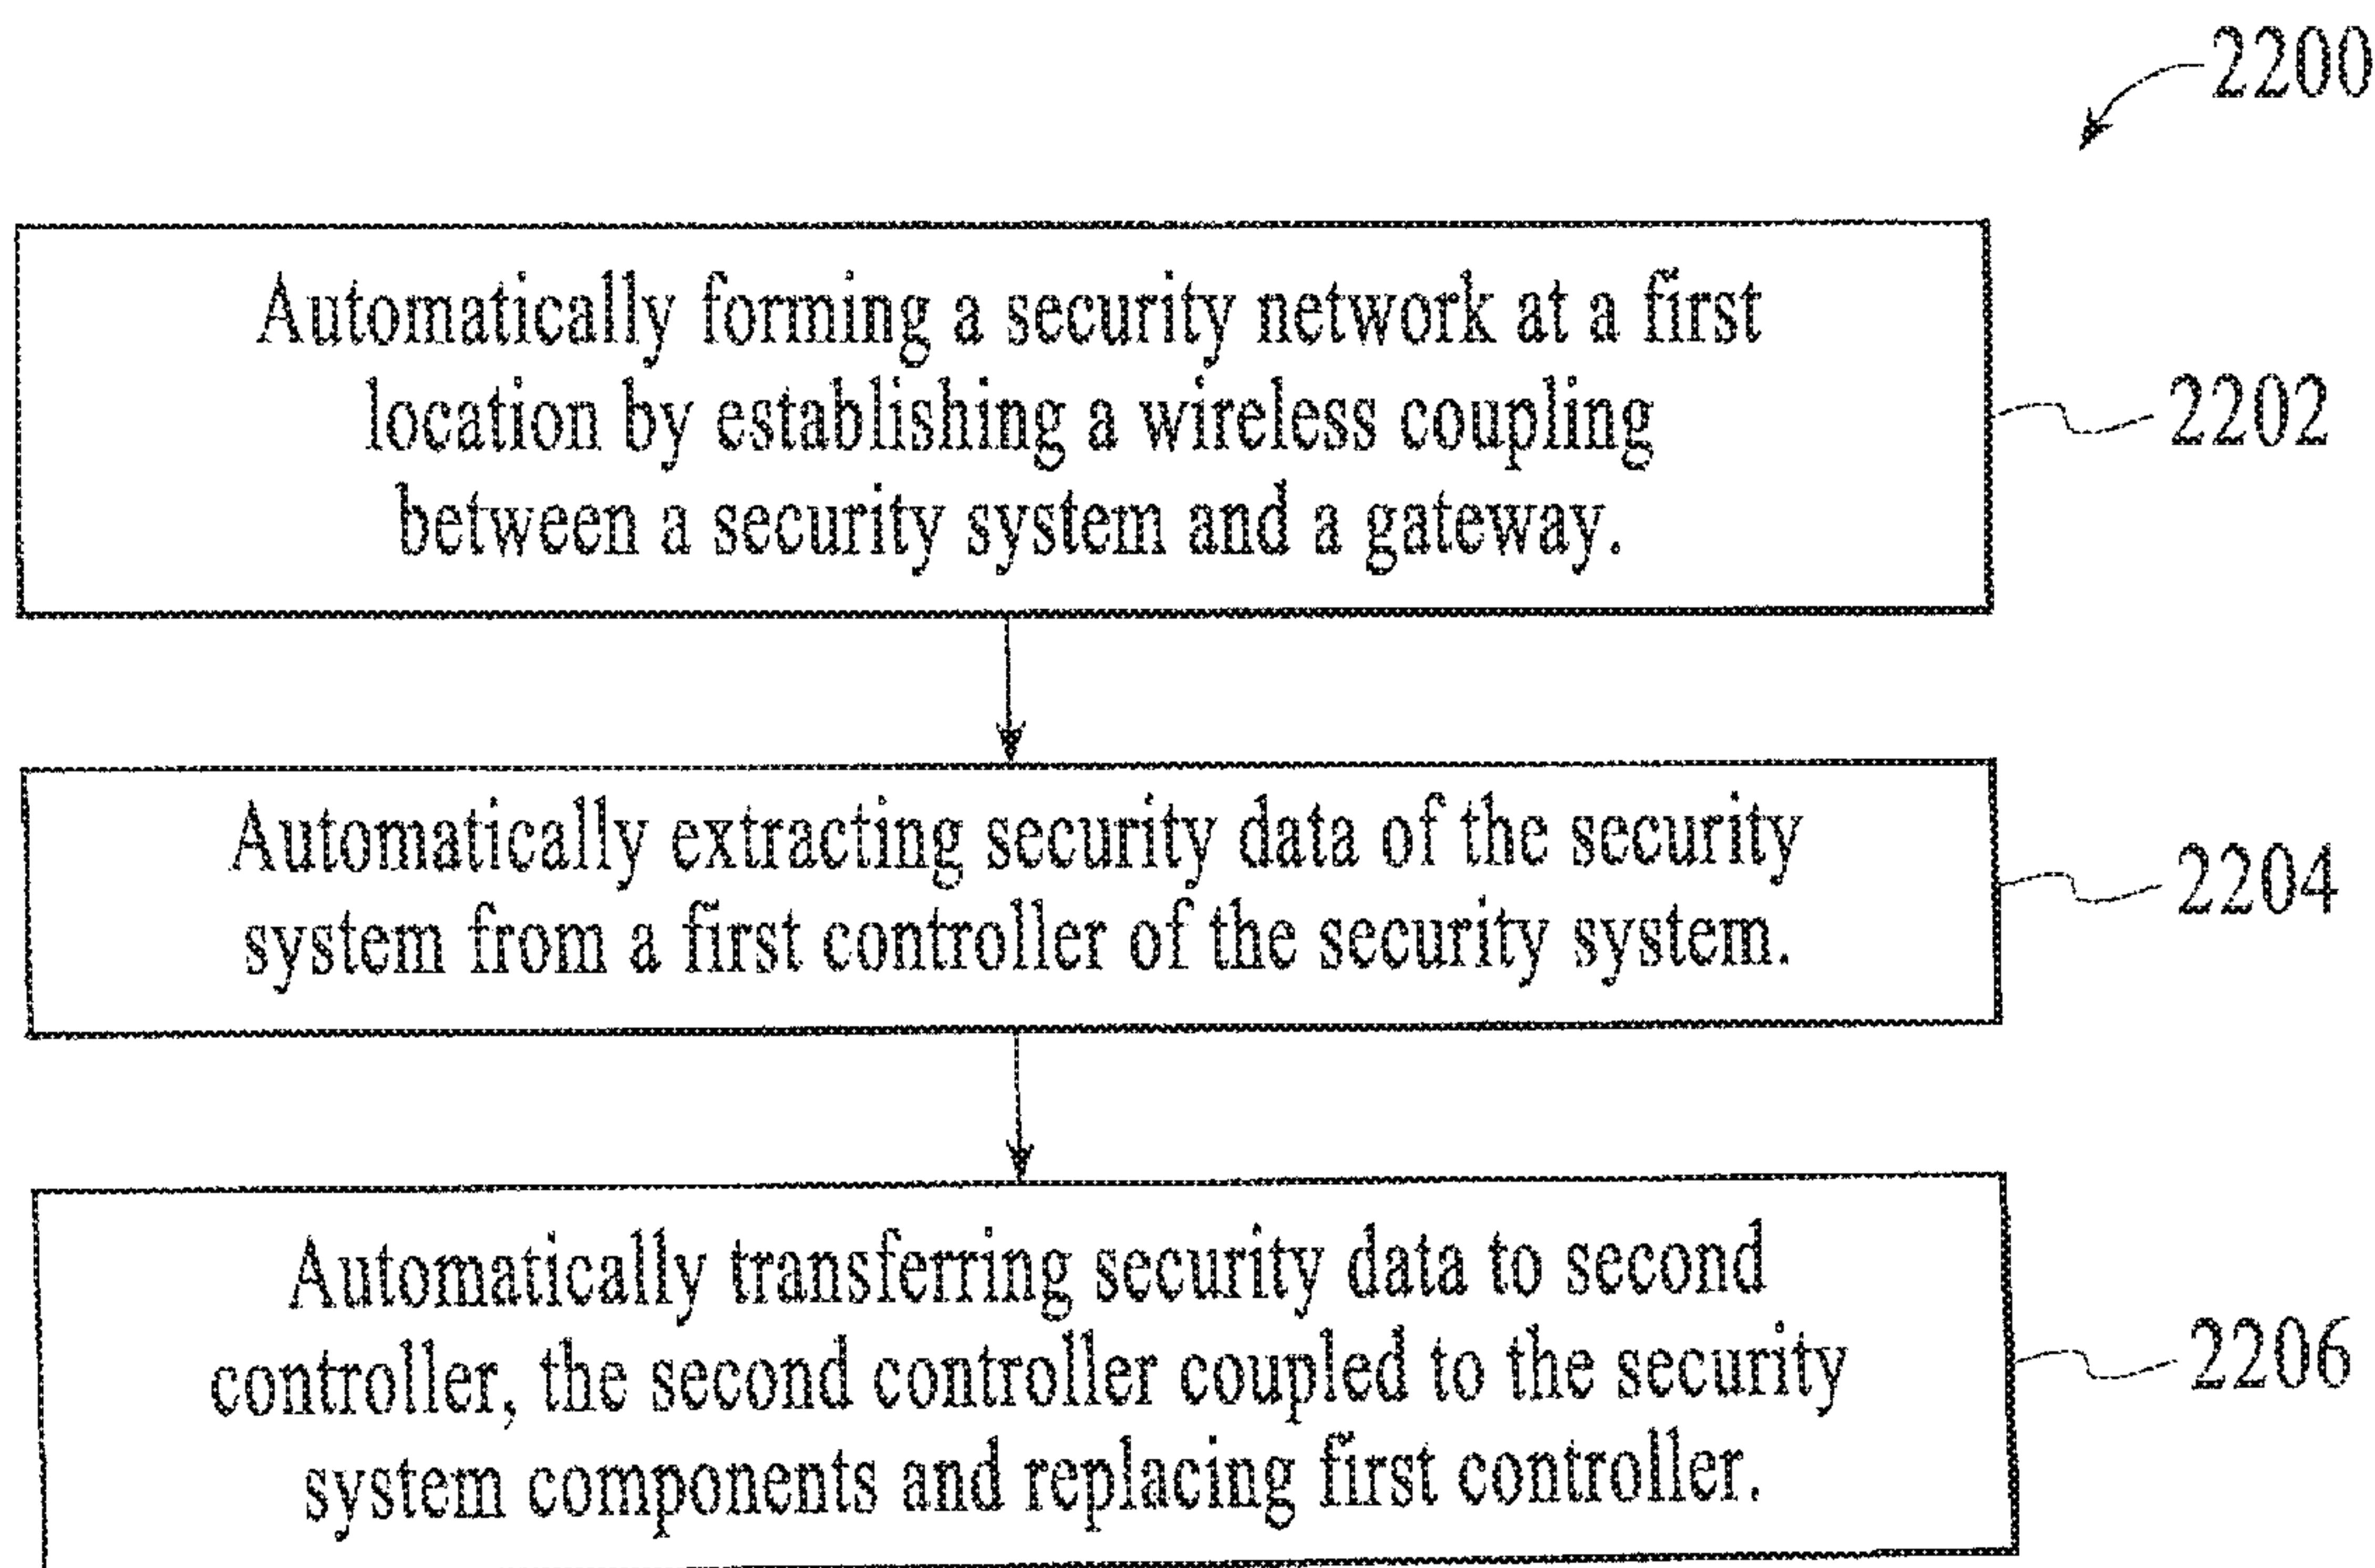 2200
Automatically forming a security network at a first
location by establishing a wireless coupling
between a security system and a gateway.
2202
Automatically extracting security data of the security
system from a first controller of the security system.
2204
Automatically transferring security data to second
controller, the second controller coupled to the security
system components and replacing first controller.
2206